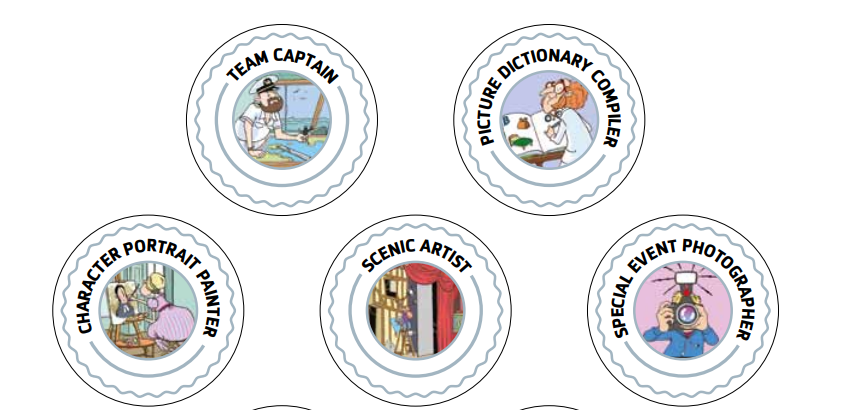 TEAM CAPTAIN
PICTURE DICTIONARY COMPILER
CHARACTER PORTRAIT PAINTER
SCENIC ARTIST
SPECIAL EVENT PHOTOGRAPHER